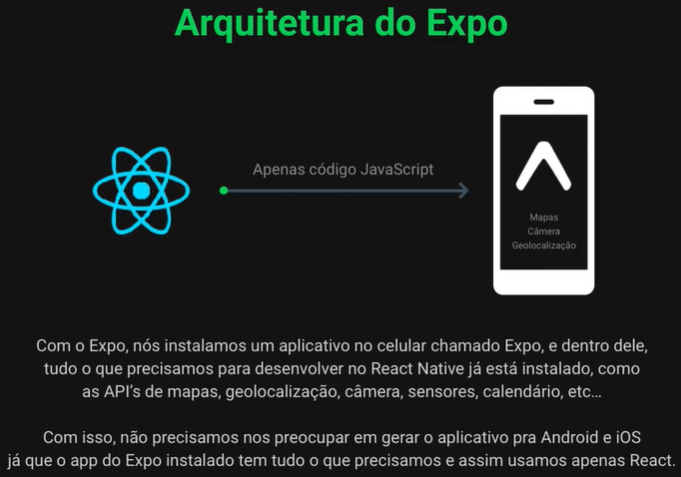 Arquitetura do Expo
Apenas código JavaScript
Mapas
Câmera
Geolocalização
Com o Expo, nós instalamos um aplicativo no celular chamado Expo, e dentro dele,
tudo o que precisamos para desenvolver no React Native já está instalado, como
as API's de mapas, geolocalização, câmera, sensores, calendário, etc...
Com isso, não precisamos nos preocupar em gerar o aplicativo pra Android e iOS
já que o app do Expo instalado tem tudo o que precisamos e assim usamos apenas React.